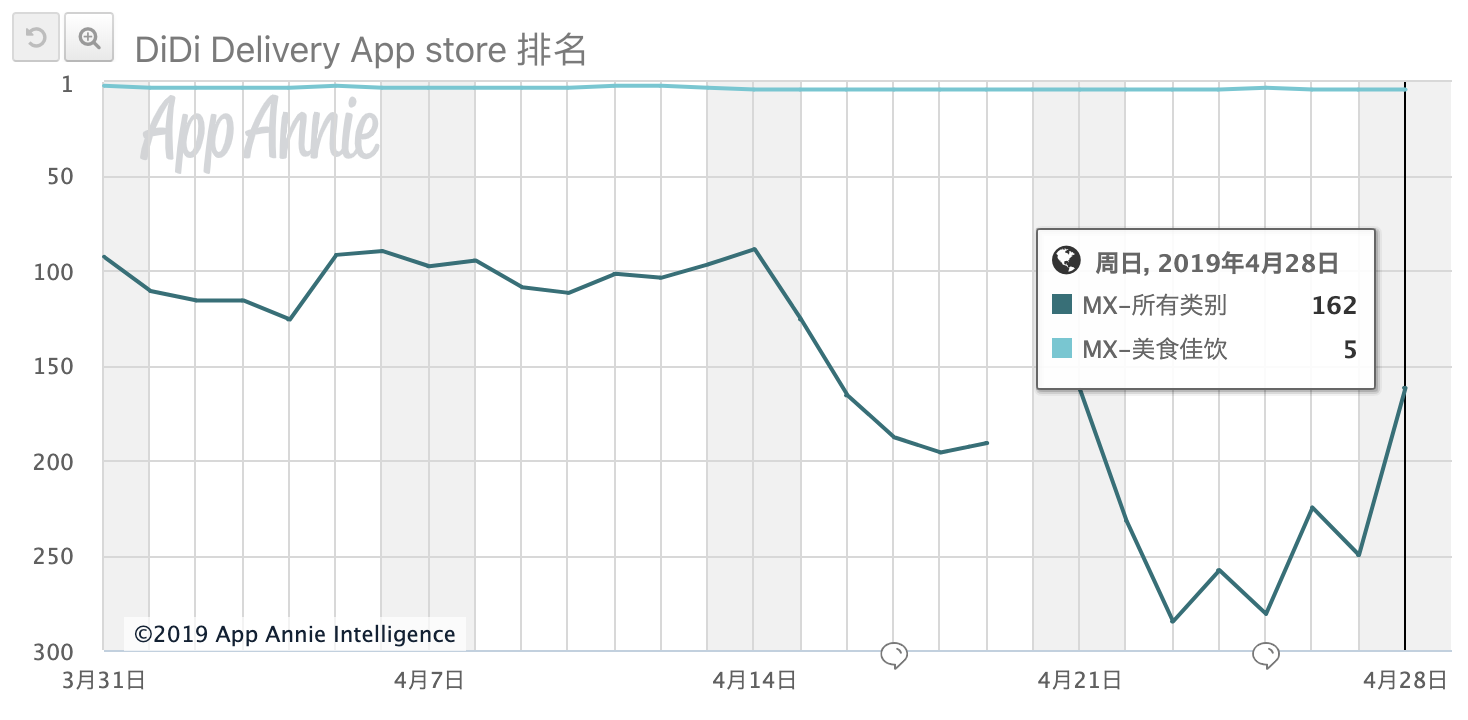 DiDi Delivery App store 排名
1
App Annie
50
100
150
200
250
300
周日, 2019年4月28日
MX-所有类别 162
MX-美食佳饮 5
©2019 App Annie Intelligence
3月31日 4月7日 4月14日 4月21日 4月28日